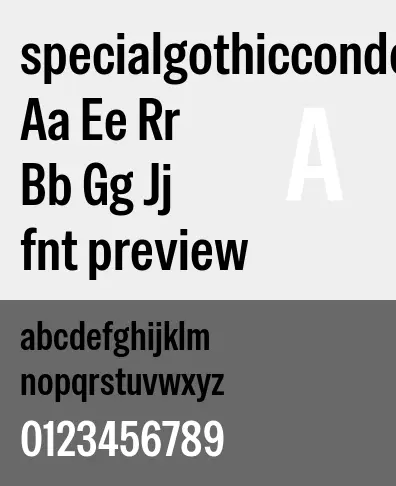 specialgothiccond
Aa Ee Rr
A
Bb Gg Jj
fnt preview
abcdefghijklm
nopqrstuvwxyz
0123456789